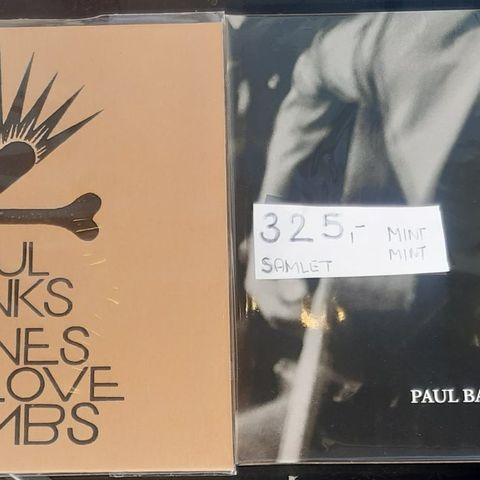 UL
NKS
NES
LOVE
MBS
325,- MINT
SAMLET MINT
PAUL BA